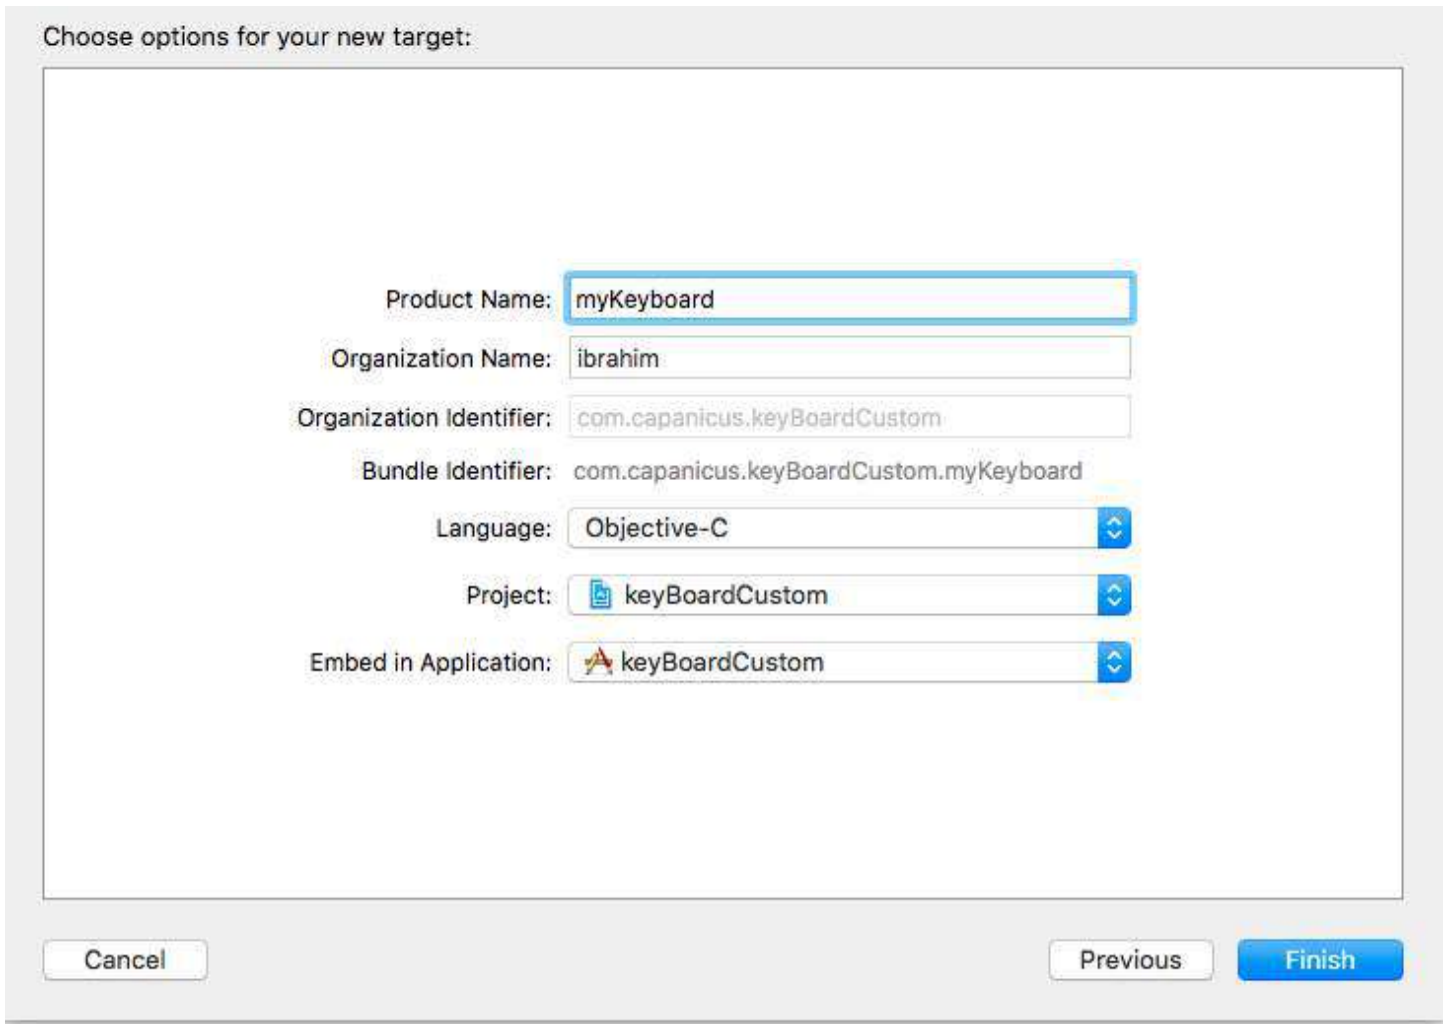 Choose options for your new target:
Product Name: myKeyboard
Organization Name: ibrahim
Organization Identifier: com.capanicus.keyBoardCustom
Bundle Identifier: com.capanicus.keyBoardCustom.myKeyboard
Language: Objective-C
Project: keyBoardCustom
Embed in Application: keyBoardCustom
Cancel Previous Finish